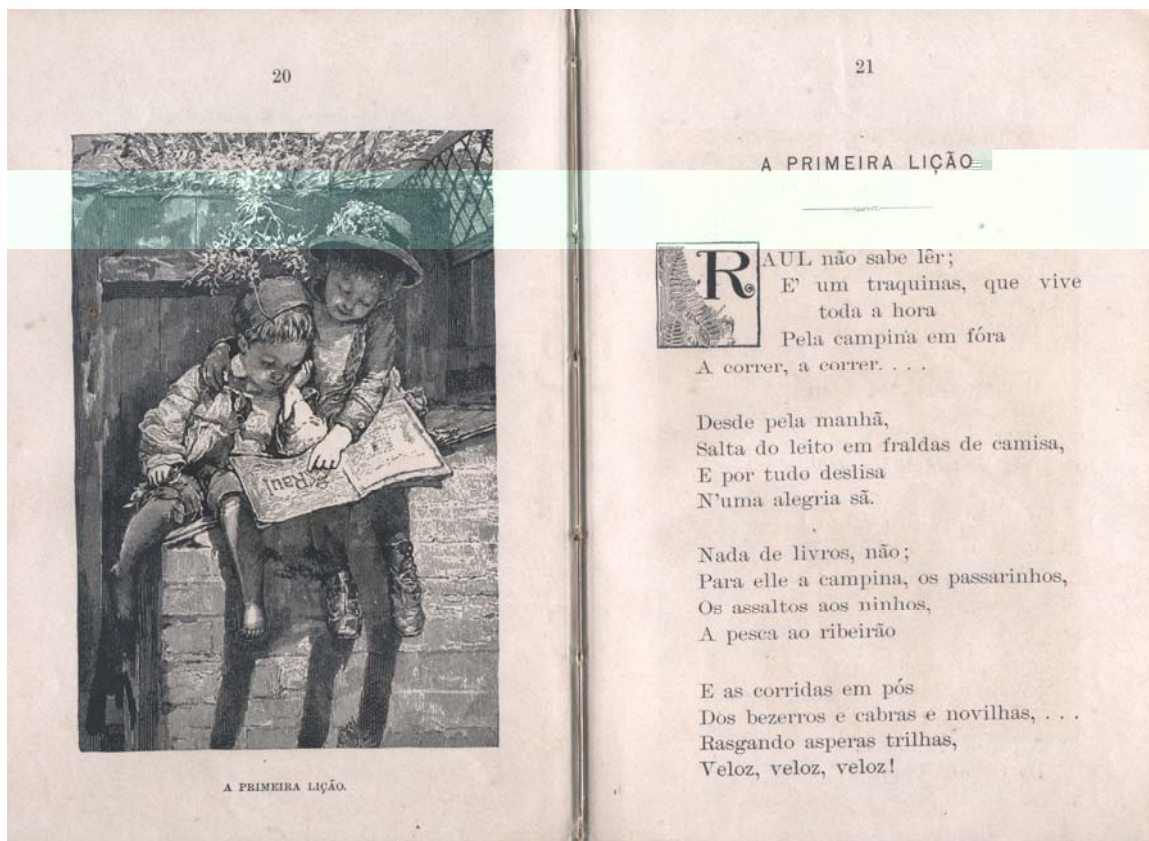 20
Raul
A PRIMEIRA LIÇÃO.
21
A PRIMEIRA LIÇÃO
RAUL não sabe lêr;
E' um traquinas, que vive
toda a hora
Pela campina em fóra
A correr, a correr. . . .
Desde pela manhã,
Salta do leito em fraldas de camisa,
E por tudo deslisa
N'uma alegria sã.
Nada de livros, não;
Para elle a campina, os passarinhos,
Os assaltos aos ninhos,
A pesca ao ribeirão
E as corridas em pós
Dos bezerros e cabras e novilhas, . . .
Rasgando asperas trilhas,
Veloz, veloz, veloz!